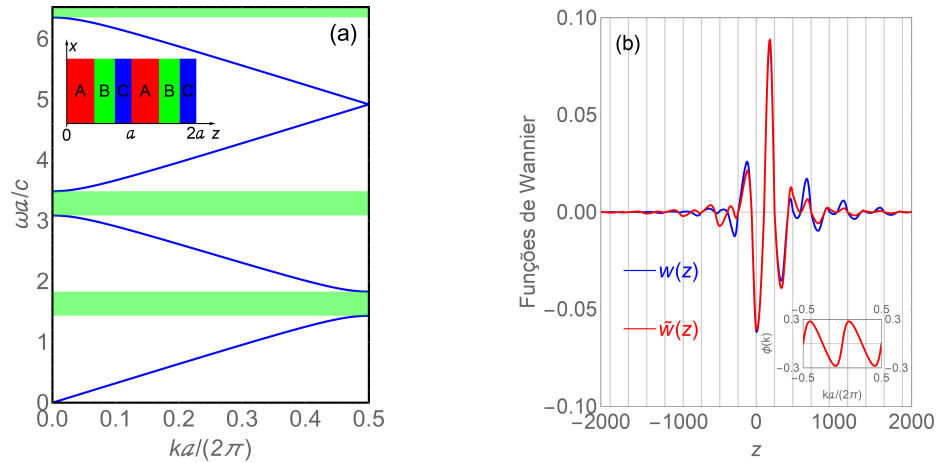 (a)
ωa/c
6
5
4
3
2
1
0
x
A B C A B C
0 a 2a z
0.0 0.1 0.2 0.3 0.4 0.5
ka/(2π)
(b)
Funções de Wannier
0.10
0.05
0.00
−0.05
−0.10
w(z)
w̃(z)
−0.5 0.5
0.3 0.3
ϕ(k)
−0.3 −0.3
−0.5 0.5
ka/(2π)
−2000 −1000 0 1000 2000
z